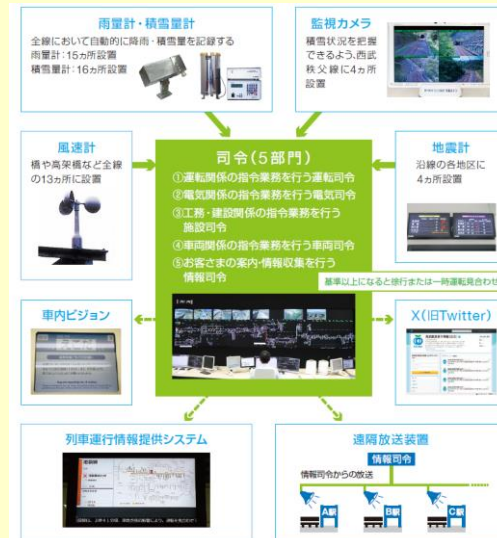 雨量計・積雪量計
全線において自動的に降雨・積雪量を記録する
雨量計:15ヵ所設置
積雪量計:16ヵ所設置
監視カメラ
積雪状況を把握
できるよう、西武
秩父線に4ヵ所
設置
風速計
橋や高架橋など全線
の13ヵ所に設置
司令(5部門)
①運転関係の指令業務を行う運転司令
②電気関係の指令業務を行う電気司令
③工務・建設関係の指令業務を行う
施設司令
④車両関係の指令業務を行う車両司令
⑤お客さまの案内・情報収集を行う
情報司令
地震計
沿線の各地区に
4ヵ所設置
基準以上になると徐行または一時運転見合わせ
車内ビジョン
X(旧Twitter)
列車運行情報提供システム
遠隔放送装置
情報司令
情報司令からの放送
A駅
B駅
C駅